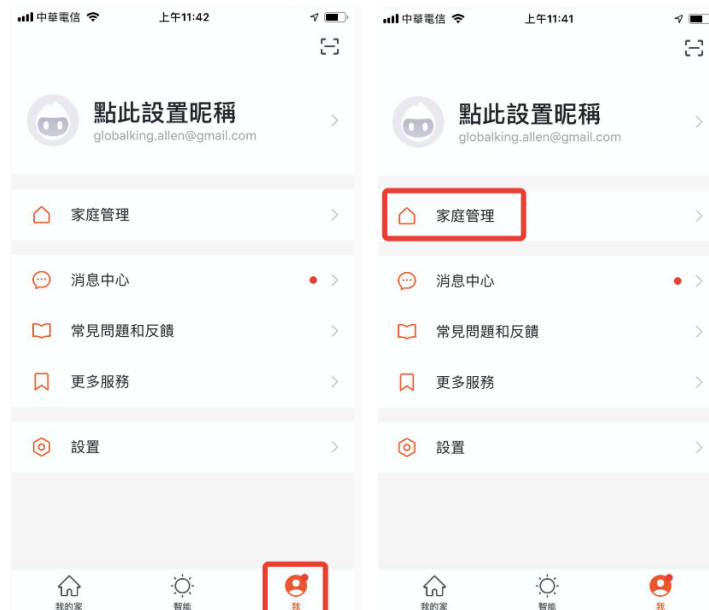 中華電信
上午11:42
點此設置昵稱
globalking.allen@gmail.com
家庭管理
消息中心
常見問題和反饋
更多服務
設置
我的家
智能
我
中華電信
上午11:41
點此設置昵稱
globalking.allen@gmail.com
家庭管理
消息中心
常見問題和反饋
更多服務
設置
我的家
智能
我